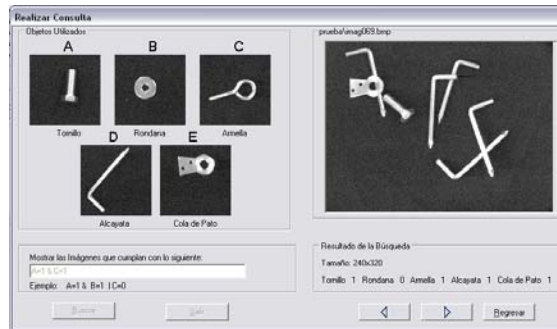 Realizar Consulta
Objetos Utilizados
A B C
Tornillo Rondana Armella
D E
Alcayata Cola de Pato
Mostrar las Imágenes que cumplan con lo siguiente:
A=1 & C=1
Ejemplo: A=1 & B=1 | C=0
Buscar Salir
prueba\imag069.bmp
Resultado de la Búsqueda
Tamaño: 240x320
Tornillo 1 Rondana 0 Armella 1 Alcayata 1 Cola de Pato 1
Regresar